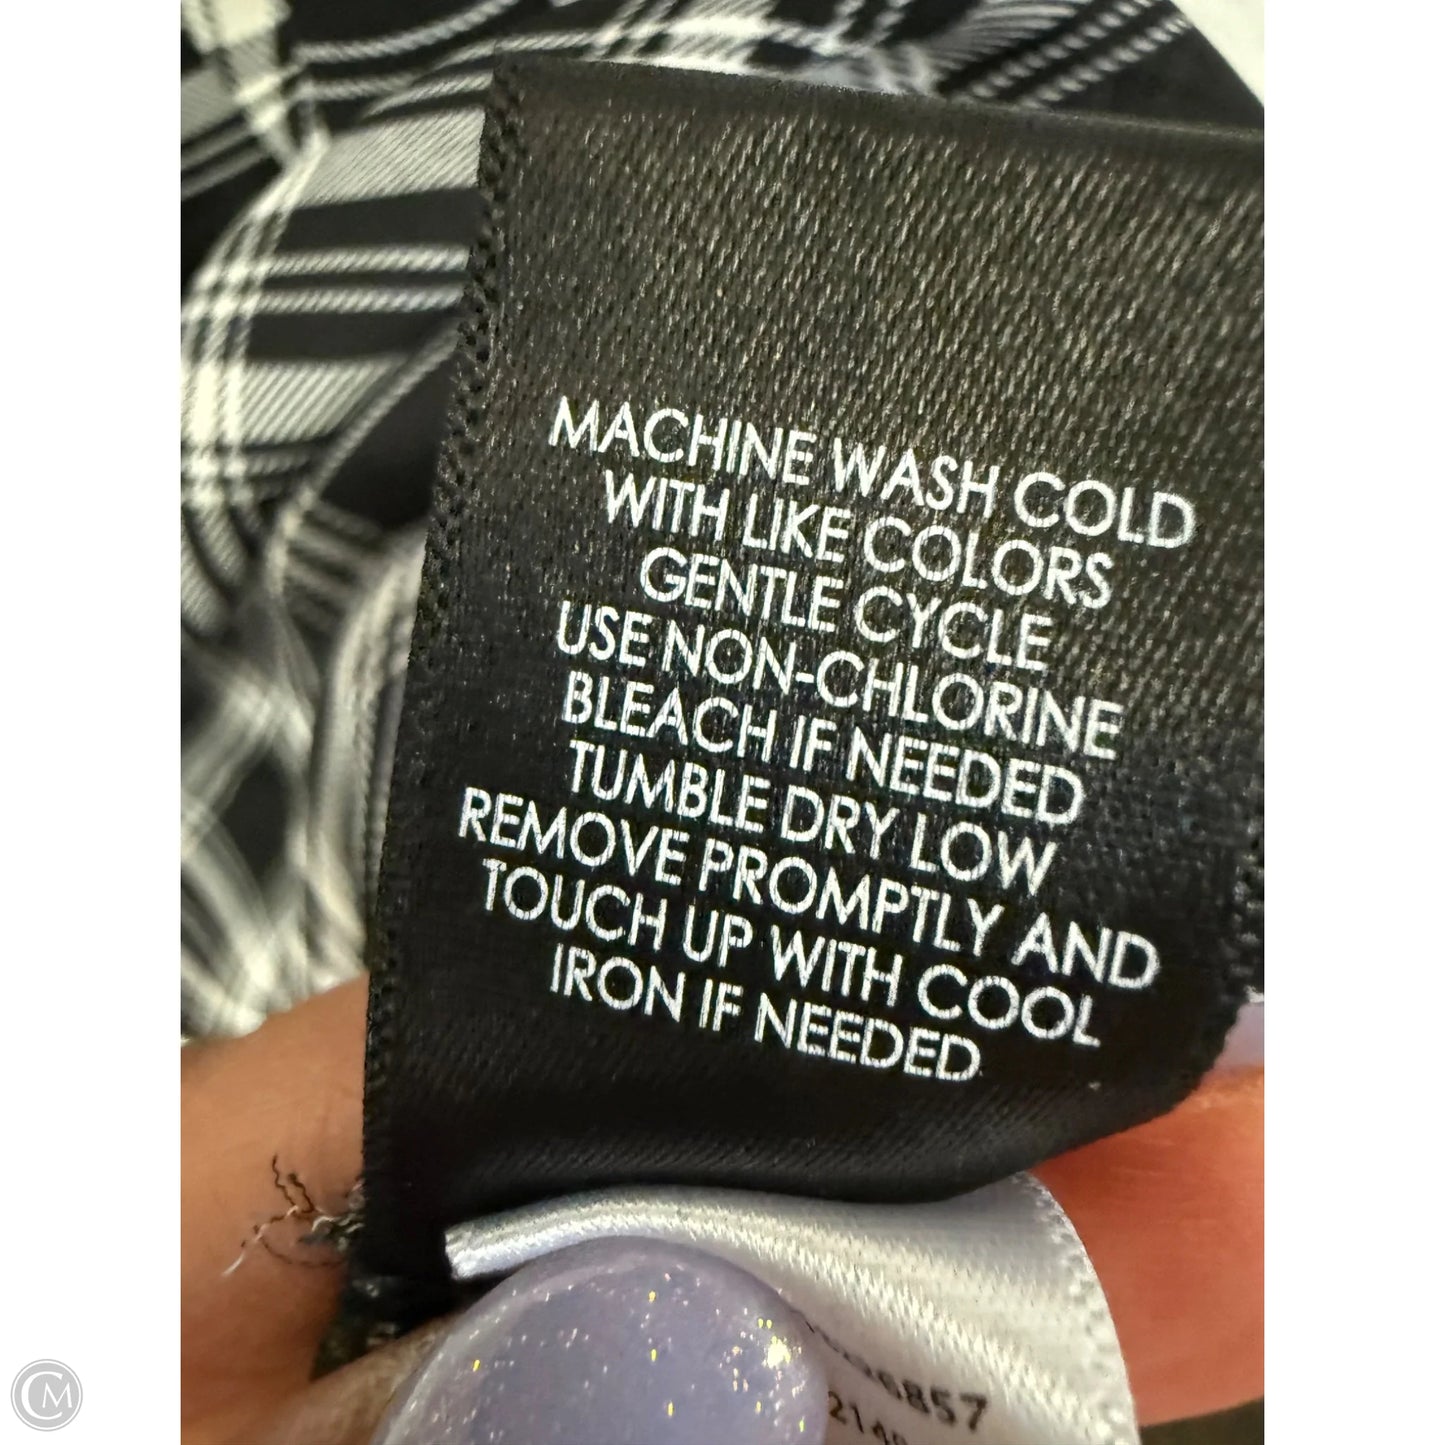 MACHINE WASH COLD
WITH LIKE COLORS
GENTLE CYCLE
USE NON-CHLORINE
BLEACH IF NEEDED
TUMBLE DRY LOW
REMOVE PROMPTLY AND
TOUCH UP WITH COOL
IRON IF NEEDED
CM